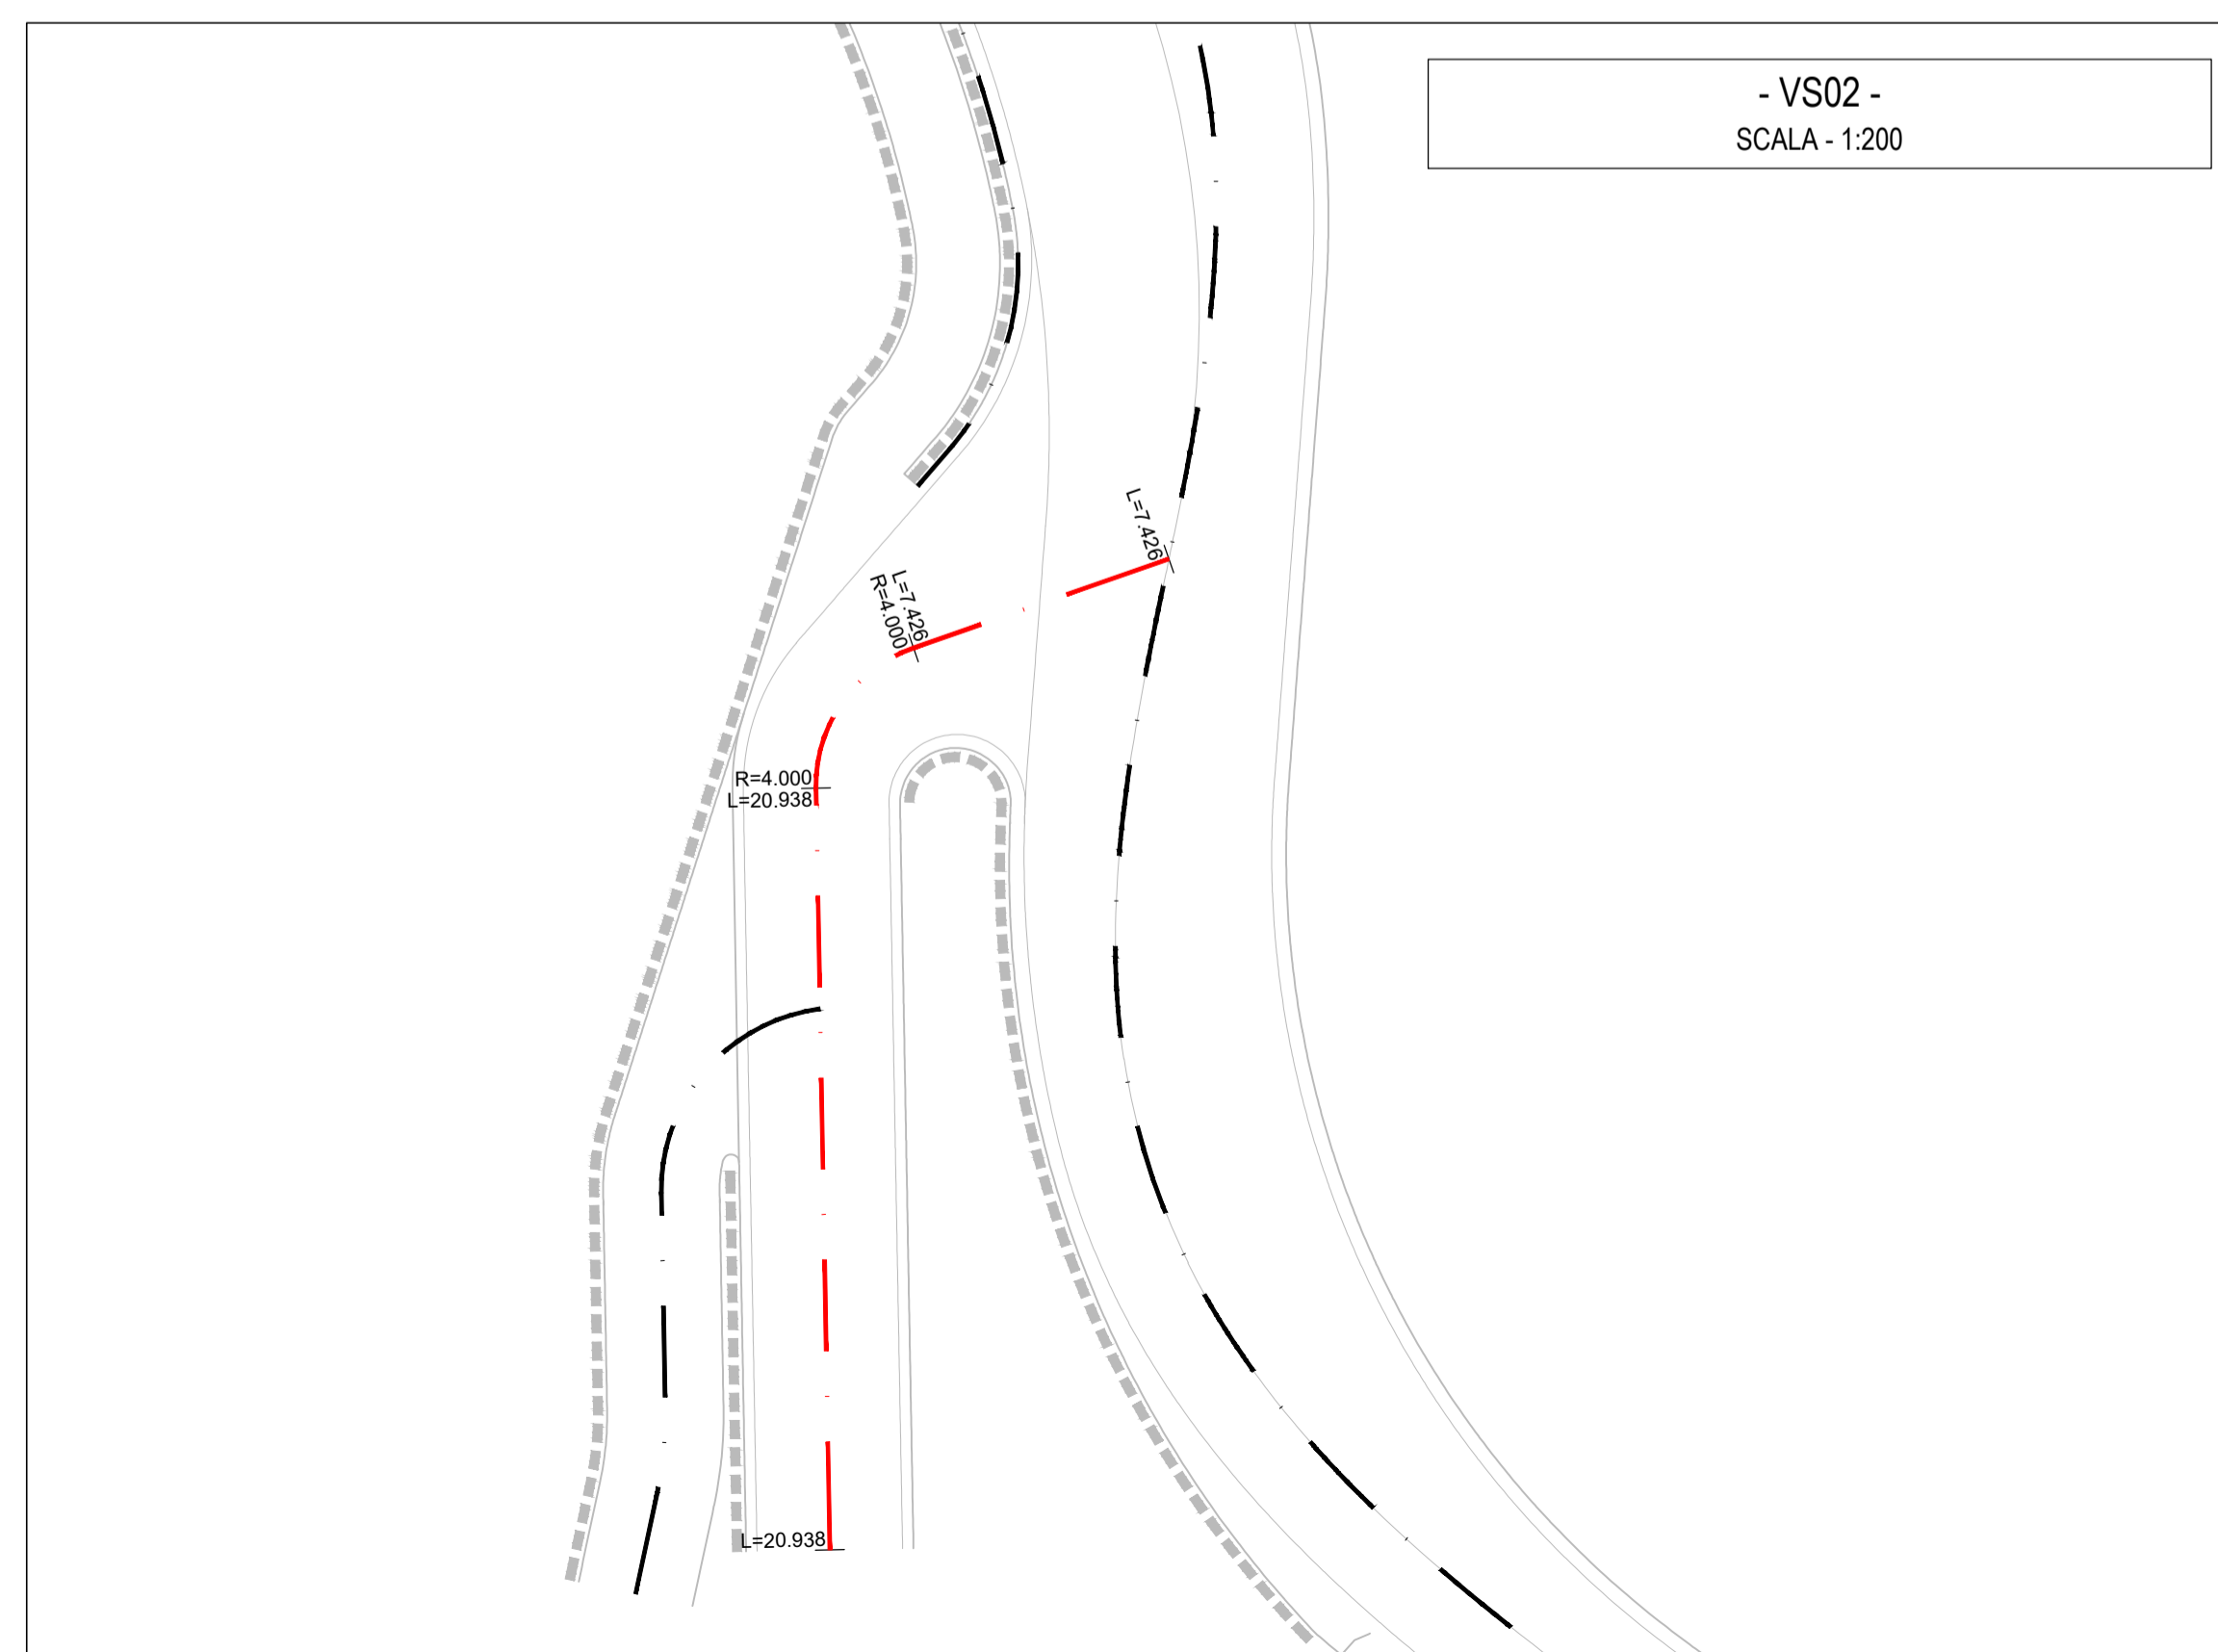 - VS02 -
SCALA - 1:200
L=7.426
L=7.426
R=4.000
R=4.000
L=20.938
L=20.938